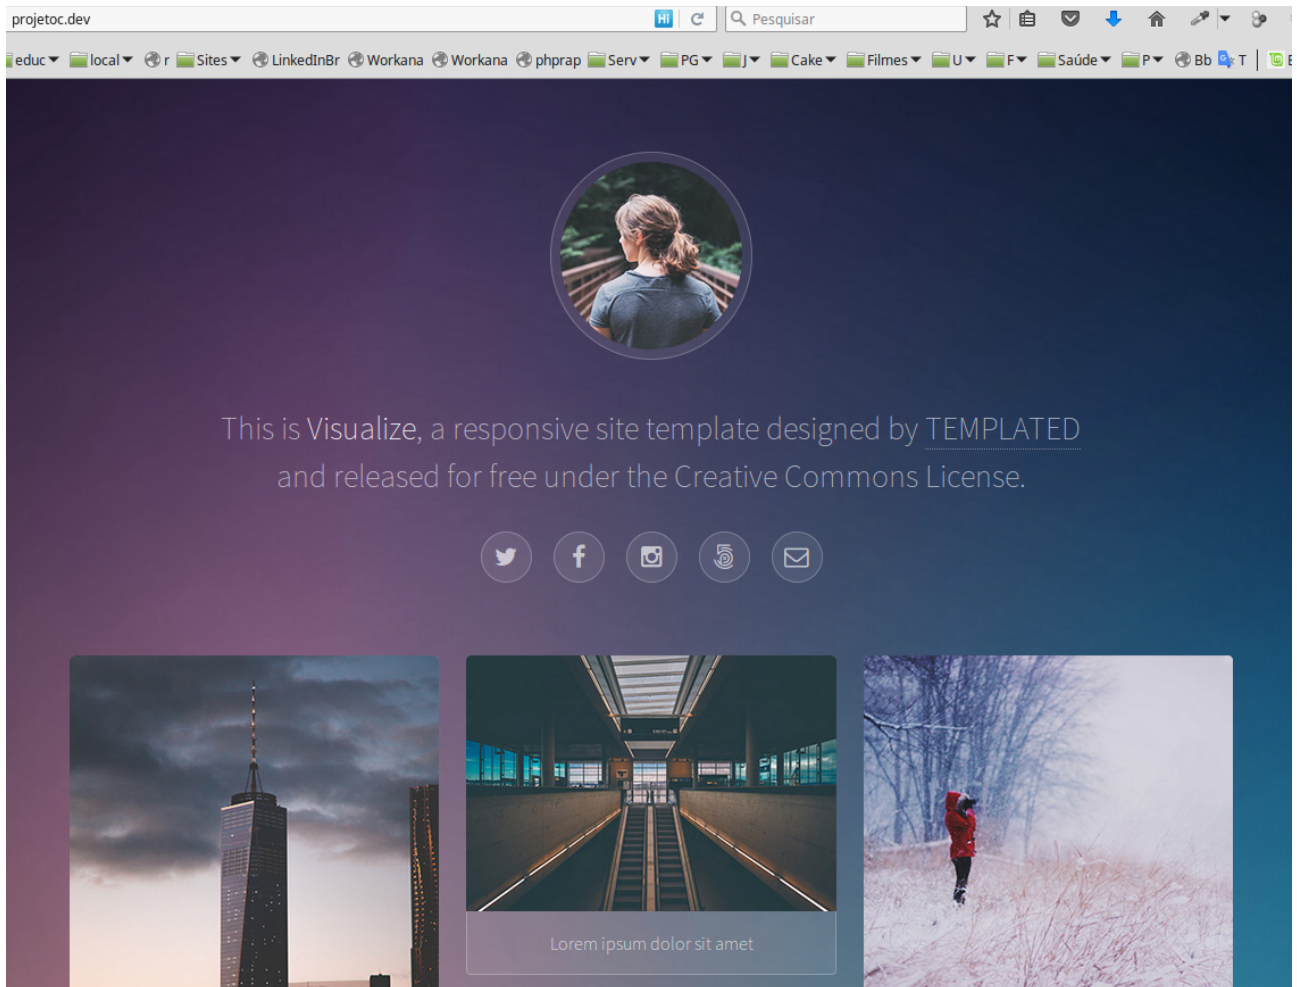 projetoc.dev Hi Pesquisar
educ local r Sites LinkedInBr Workana Workana phprap Serv PG J Cake Filmes U F Saúde P Bb T
This is Visualize, a responsive site template designed by TEMPLATED
and released for free under the Creative Commons License.
Lorem ipsum dolor sit amet